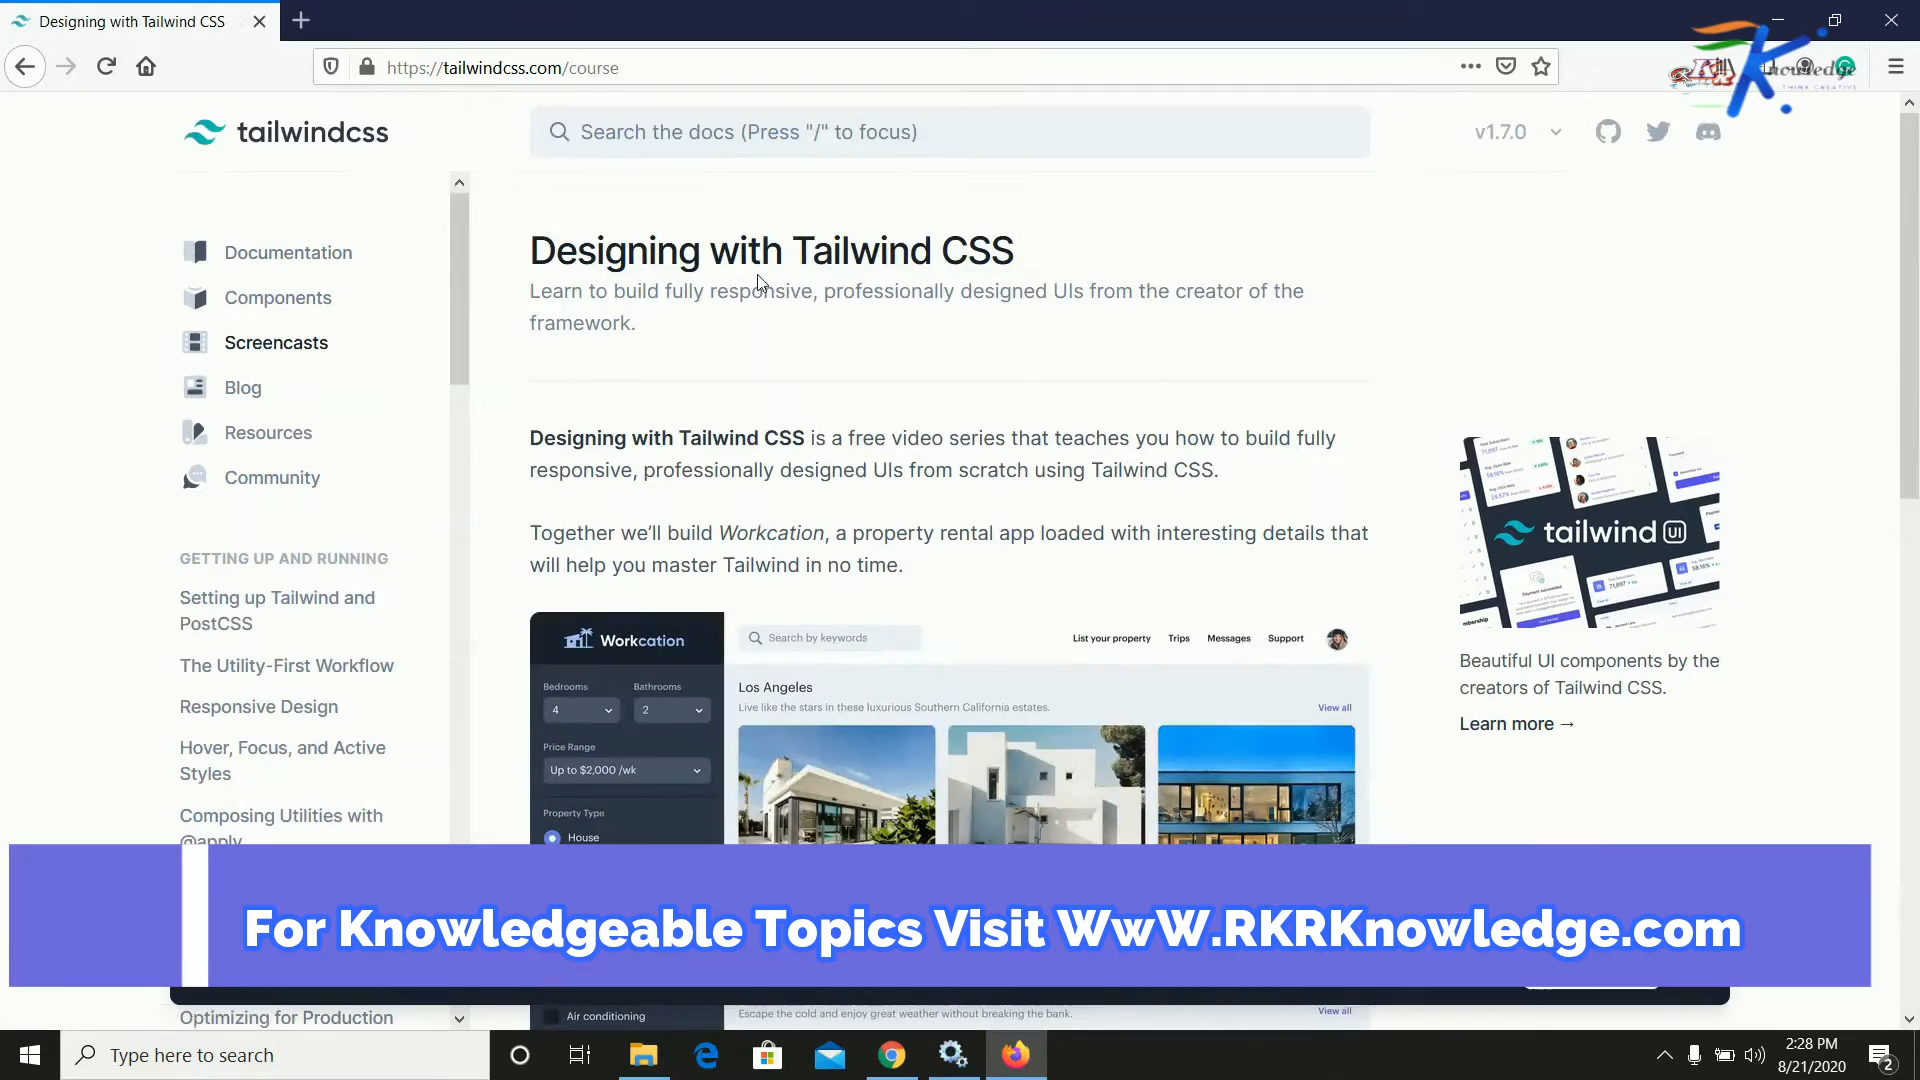 Designing with Tailwind CSS
https://tailwindcss.com/course
Knowledge
THINK CREATIVE
tailwindcss
Search the docs (Press "/" to focus)
v1.7.0
Documentation
Components
Screencasts
Blog
Resources
Community
GETTING UP AND RUNNING
Setting up Tailwind and
PostCSS
The Utility-First Workflow
Responsive Design
Hover, Focus, and Active
Styles
Composing Utilities with
@apply
Optimizing for Production
Designing with Tailwind CSS
Learn to build fully responsive, professionally designed UIs from the creator of the
framework.
Designing with Tailwind CSS is a free video series that teaches you how to build fully
responsive, professionally designed UIs from scratch using Tailwind CSS.
Together we’ll build Workcation, a property rental app loaded with interesting details that
will help you master Tailwind in no time.
Workcation
Search by keywords
List your property
Trips
Messages
Support
Bedrooms
Bathrooms
4
2
Price Range
Up to $2,000 /wk
Property Type
House
Air conditioning
Los Angeles
Live like the stars in these luxurious Southern California estates.
View all
Escape the cold and enjoy great weather without breaking the bank.
View all
tailwind UI
Beautiful UI components by the
creators of Tailwind CSS.
Learn more →
For Knowledgeable Topics Visit WwW.RKRKnowledge.com
Type here to search
2:28 PM
8/21/2020
2